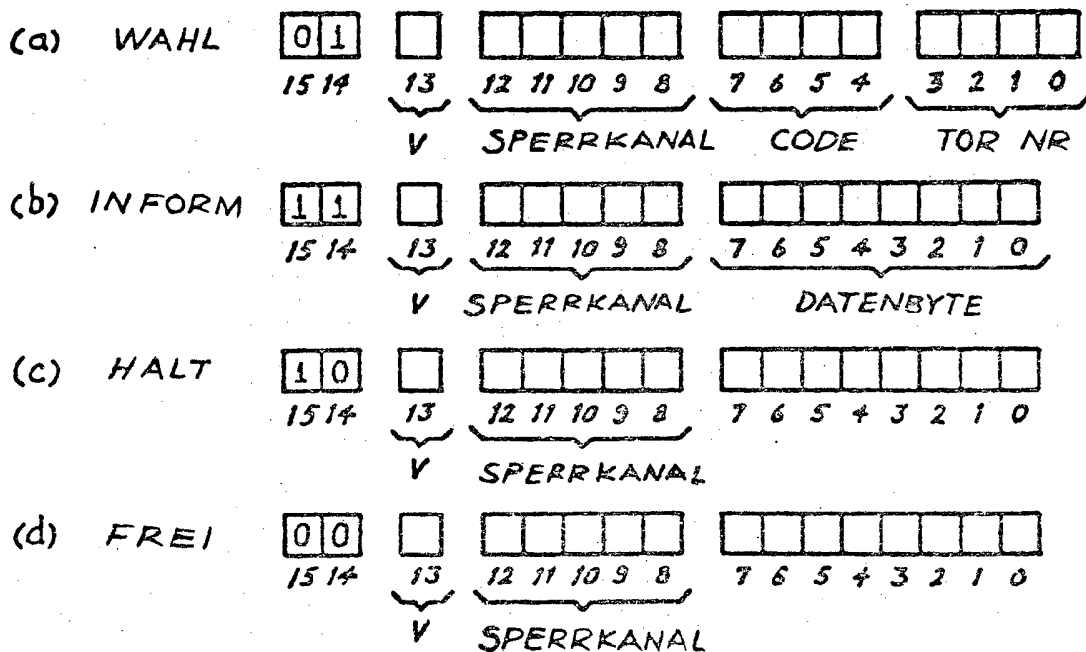 (a) WAHL 0 1
15 14 13 12 11 10 9 8 7 6 5 4 3 2 1 0
V SPERRKANAL CODE TOR NR
(b) INFORM 1 1
15 14 13 12 11 10 9 8 7 6 5 4 3 2 1 0
V SPERRKANAL DATENBYTE
(c) HALT 1 0
15 14 13 12 11 10 9 8 7 6 5 4 3 2 1 0
V SPERRKANAL
(d) FREI 0 0
15 14 13 12 11 10 9 8 7 6 5 4 3 2 1 0
V SPERRKANAL